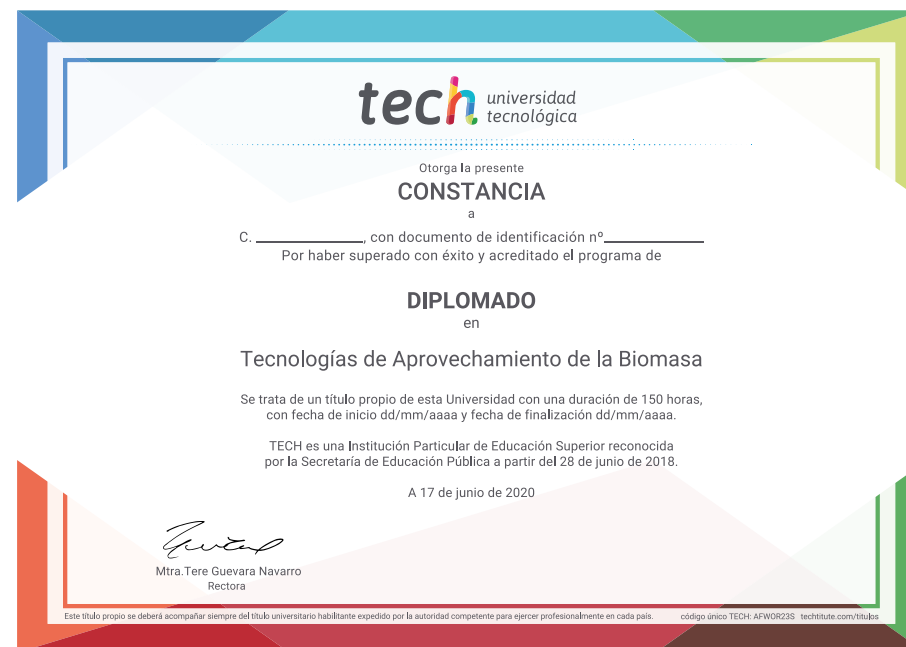 tech universidad
tecnológica
Otorga la presente
CONSTANCIA
a
C. ____________, con documento de identificación nº____________
Por haber superado con éxito y acreditado el programa de
DIPLOMADO
en
Tecnologías de Aprovechamiento de la Biomasa
Se trata de un título propio de esta Universidad con una duración de 150 horas,
con fecha de inicio dd/mm/aaaa y fecha de finalización dd/mm/aaaa.
TECH es una Institución Particular de Educación Superior reconocida
por la Secretaría de Educación Pública a partir del 28 de junio de 2018.
A 17 de junio de 2020
Mtra.Tere Guevara Navarro
Rectora
Este título propio se deberá acompañar siempre del título universitario habilitante expedido por la autoridad competente para ejercer profesionalmente en cada país. código único TECH: AFWOR23S techtitute.com/titulos